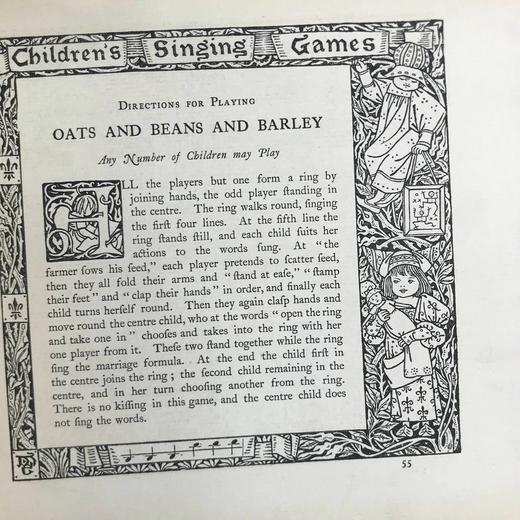 Children's Singing Games
DIRECTIONS FOR PLAYING
OATS AND BEANS AND BARLEY
Any Number of Children may Play
ALL the players but one form a ring by
joining hands, the odd player ſtanding in
the centre. The ring walks round, ſinging
the firſt four lines. At the fifth line the
ring ſtands ſtill, and each child ſuits her
actions to the words ſung. At “the
farmer ſows his ſeed,” each player pretends to ſcatter ſeed,
then they all fold their arms and “ſtand at eaſe,” “ſtamp
their feet” and “clap their hands” in order, and finally each
child turns herſelf round. Then they again claſp hands and
move round the centre child, who at the words “open the ring
and take one in” chooſes and takes into the ring with her
one player from it. Theſe two ſtand together while the ring
ſing the marriage formula. At the end the child firſt in
the centre joins the ring; the ſecond child remaining in the
centre, and in her turn chooſing another from the ring.
There is no kiſſing in this game, and the centre child does
not ſing the words.
55